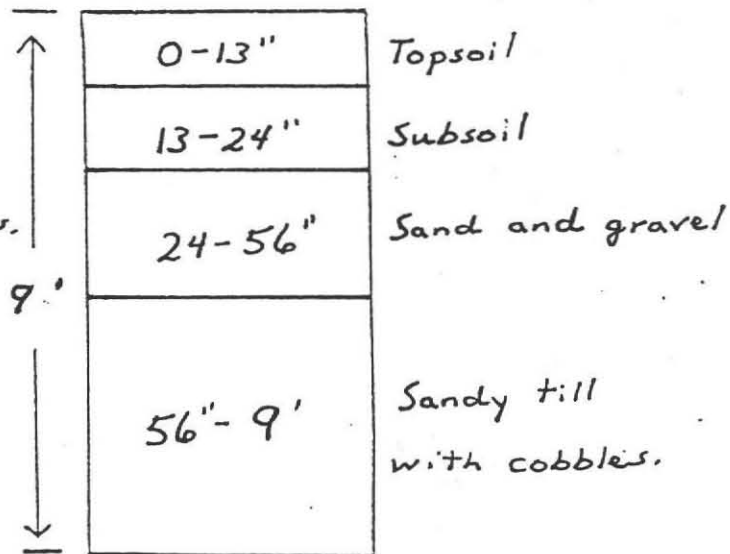 0-13" Topsoil
13-24" Subsoil
24-56" Sand and gravel
9'
56"- 9' Sandy till
with cobbles.